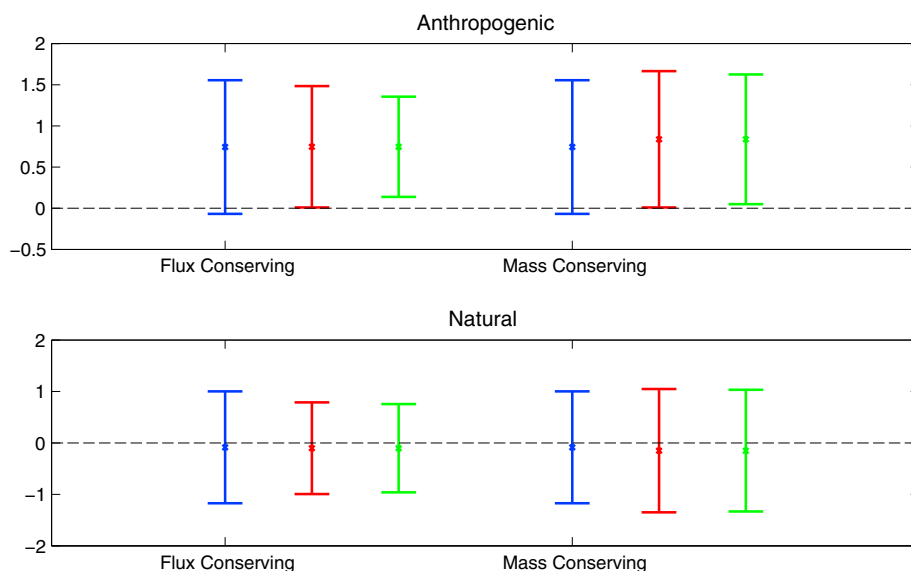 Anthropogenic
2
1.5
1
0.5
0
−0.5
Flux Conserving Mass Conserving
Natural
2
1
0
−1
−2
Flux Conserving Mass Conserving